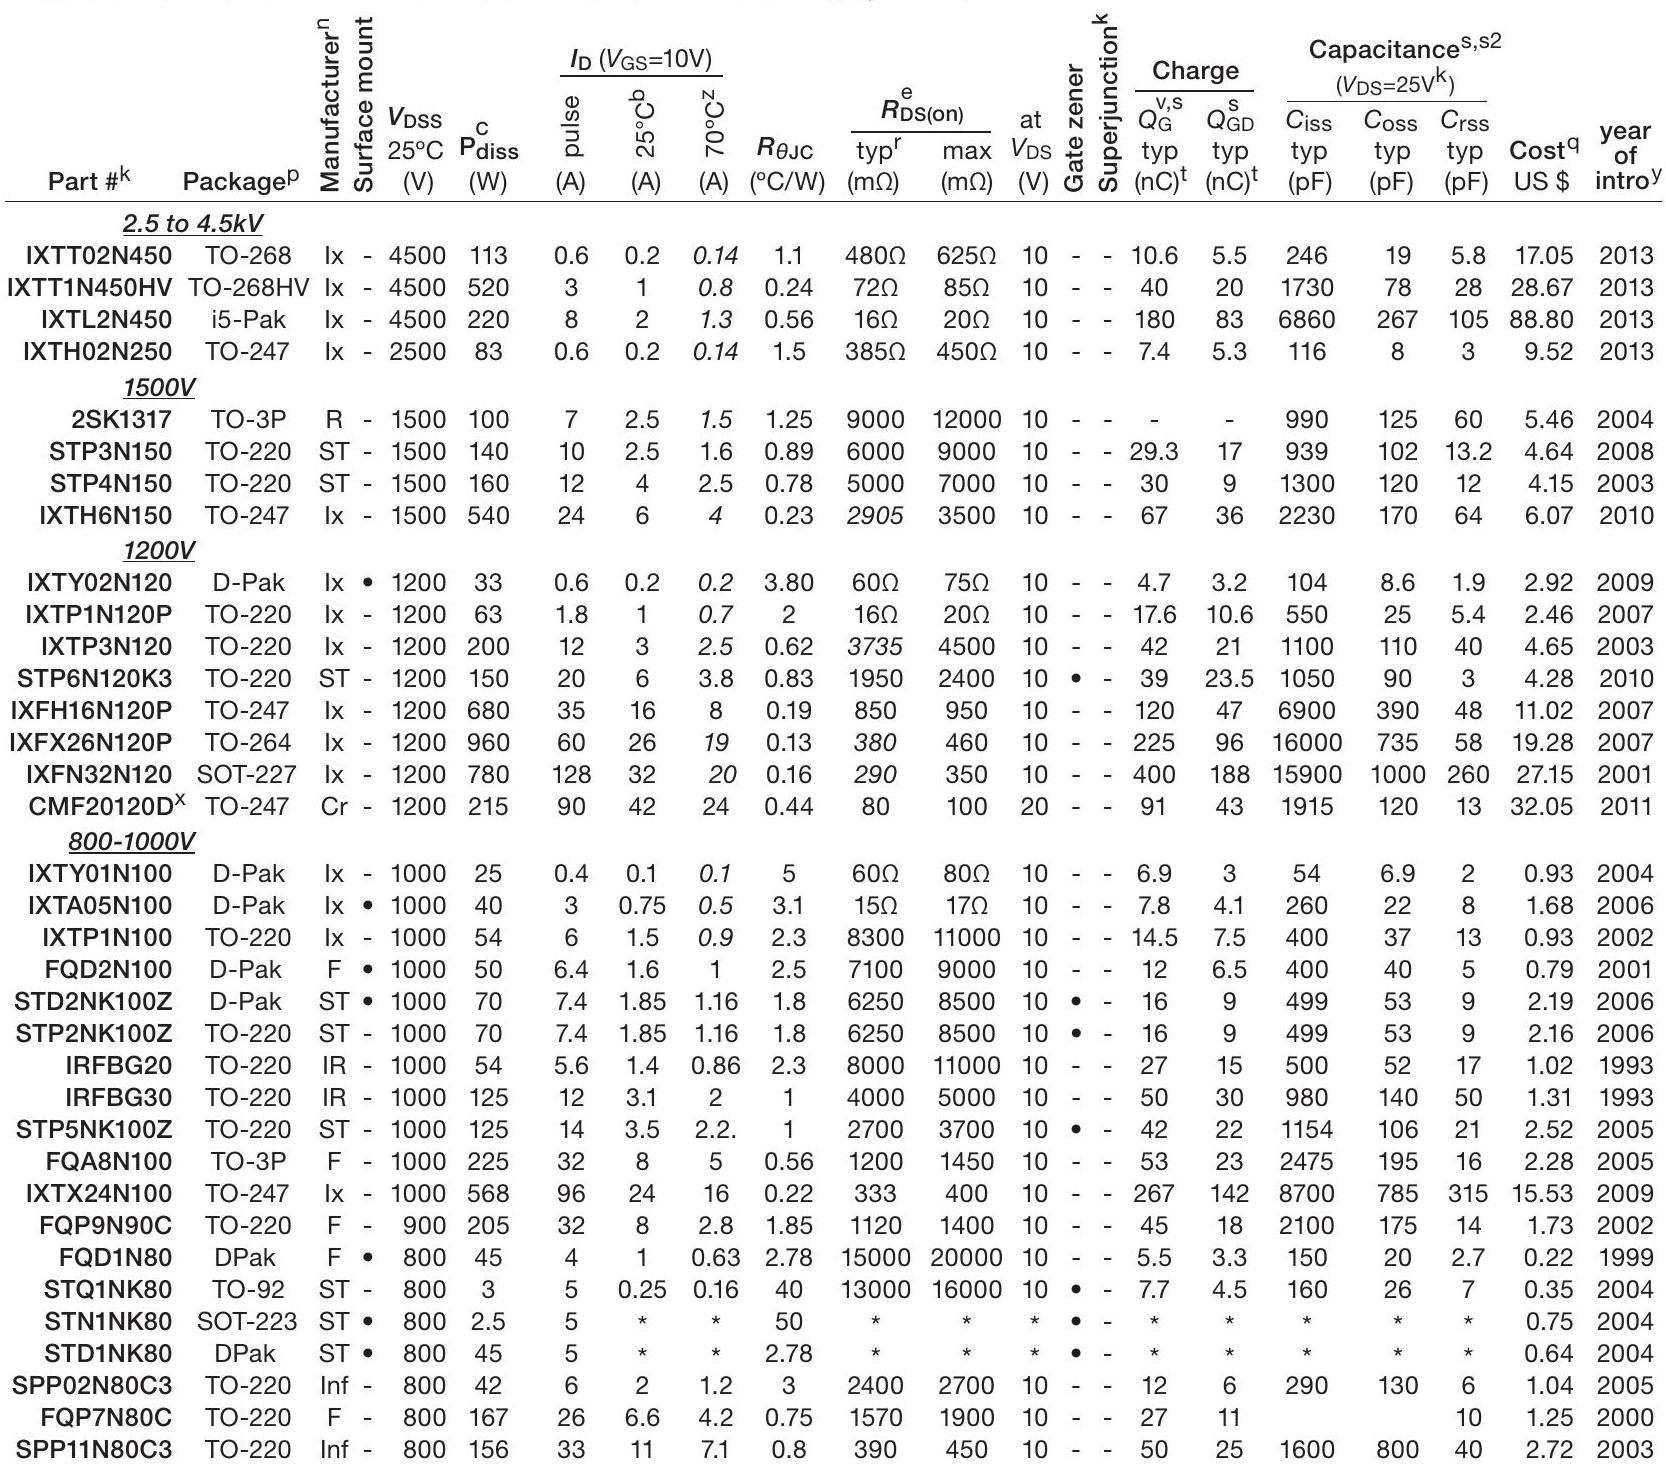 Part #k Packagep Manufacturern Surface mount VDSS 25°C (V) Pcdiss (W) ID (VGS=10V) pulse (A) 25°Cb (A) 70°Cz (A) RθJC (°C/W) ReDS(on) typr (mΩ) max (mΩ) at VDS (V) Gate zener Superjunctionk Charge QGv,s typ (nC)t QGDs typ (nC)t Capacitances,s2 (VDS=25Vk) Ciss typ (pF) Coss typ (pF) Crss typ (pF) Costq US $ year of introy
2.5 to 4.5kV
IXTT02N450 TO-268 Ix - 4500 113 0.6 0.2 0.14 1.1 480Ω 625Ω 10 - - 10.6 5.5 246 19 5.8 17.05 2013
IXTT1N450HV TO-268HV Ix - 4500 520 3 1 0.8 0.24 72Ω 85Ω 10 - - 40 20 1730 78 28 28.67 2013
IXTL2N450 i5-Pak Ix - 4500 220 8 2 1.3 0.56 16Ω 20Ω 10 - - 180 83 6860 267 105 88.80 2013
IXTH02N250 TO-247 Ix - 2500 83 0.6 0.2 0.14 1.5 385Ω 450Ω 10 - - 7.4 5.3 116 8 3 9.52 2013
1500V
2SK1317 TO-3P R - 1500 100 7 2.5 1.5 1.25 9000 12000 10 - - - - 990 125 60 5.46 2004
STP3N150 TO-220 ST - 1500 140 10 2.5 1.6 0.89 6000 9000 10 - - 29.3 17 939 102 13.2 4.64 2008
STP4N150 TO-220 ST - 1500 160 12 4 2.5 0.78 5000 7000 10 - - 30 9 1300 120 12 4.15 2003
IXTH6N150 TO-247 Ix - 1500 540 24 6 4 0.23 2905 3500 10 - - 67 36 2230 170 64 6.07 2010
1200V
IXTY02N120 D-Pak Ix • 1200 33 0.6 0.2 0.2 3.80 60Ω 75Ω 10 - - 4.7 3.2 104 8.6 1.9 2.92 2009
IXTP1N120P TO-220 Ix - 1200 63 1.8 1 0.7 2 16Ω 20Ω 10 - - 17.6 10.6 550 25 5.4 2.46 2007
IXTP3N120 TO-220 Ix - 1200 200 12 3 2.5 0.62 3735 4500 10 - - 42 21 1100 110 40 4.65 2003
STP6N120K3 TO-220 ST - 1200 150 20 6 3.8 0.83 1950 2400 10 • - 39 23.5 1050 90 3 4.28 2010
IXFH16N120P TO-247 Ix - 1200 680 35 16 8 0.19 850 950 10 - - 120 47 6900 390 48 11.02 2007
IXFX26N120P TO-264 Ix - 1200 960 60 26 19 0.13 380 460 10 - - 225 96 16000 735 58 19.28 2007
IXFN32N120 SOT-227 Ix - 1200 780 128 32 20 0.16 290 350 10 - - 400 188 15900 1000 260 27.15 2001
CMF20120Dx TO-247 Cr - 1200 215 90 42 24 0.44 80 100 20 - - 91 43 1915 120 13 32.05 2011
800-1000V
IXTY01N100 D-Pak Ix - 1000 25 0.4 0.1 0.1 5 60Ω 80Ω 10 - - 6.9 3 54 6.9 2 0.93 2004
IXTA05N100 D-Pak Ix • 1000 40 3 0.75 0.5 3.1 15Ω 17Ω 10 - - 7.8 4.1 260 22 8 1.68 2006
IXTP1N100 TO-220 Ix - 1000 54 6 1.5 0.9 2.3 8300 11000 10 - - 14.5 7.5 400 37 13 0.93 2002
FQD2N100 D-Pak F • 1000 50 6.4 1.6 1 2.5 7100 9000 10 - - 12 6.5 400 40 5 0.79 2001
STD2NK100Z D-Pak ST • 1000 70 7.4 1.85 1.16 1.8 6250 8500 10 • - 16 9 499 53 9 2.19 2006
STP2NK100Z TO-220 ST - 1000 70 7.4 1.85 1.16 1.8 6250 8500 10 • - 16 9 499 53 9 2.16 2006
IRFBG20 TO-220 IR - 1000 54 5.6 1.4 0.86 2.3 8000 11000 10 - - 27 15 500 52 17 1.02 1993
IRFBG30 TO-220 IR - 1000 125 12 3.1 2 1 4000 5000 10 - - 50 30 980 140 50 1.31 1993
STP5NK100Z TO-220 ST - 1000 125 14 3.5 2.2. 1 2700 3700 10 • - 42 22 1154 106 21 2.52 2005
FQA8N100 TO-3P F - 1000 225 32 8 5 0.56 1200 1450 10 - - 53 23 2475 195 16 2.28 2005
IXTX24N100 TO-247 Ix - 1000 568 96 24 16 0.22 333 400 10 - - 267 142 8700 785 315 15.53 2009
FQP9N90C TO-220 F - 900 205 32 8 2.8 1.85 1120 1400 10 - - 45 18 2100 175 14 1.73 2002
FQD1N80 DPak F • 800 45 4 1 0.63 2.78 15000 20000 10 - - 5.5 3.3 150 20 2.7 0.22 1999
STQ1NK80 TO-92 ST - 800 3 5 0.25 0.16 40 13000 16000 10 • - 7.7 4.5 160 26 7 0.35 2004
STN1NK80 SOT-223 ST • 800 2.5 5 * * 50 * * * • - * * * * * 0.75 2004
STD1NK80 DPak ST • 800 45 5 * * 2.78 * * * • - * * * * * 0.64 2004
SPP02N80C3 TO-220 Inf - 800 42 6 2 1.2 3 2400 2700 10 - - 12 6 290 130 6 1.04 2005
FQP7N80C TO-220 F - 800 167 26 6.6 4.2 0.75 1570 1900 10 - - 27 11 10 1.25 2000
SPP11N80C3 TO-220 Inf - 800 156 33 11 7.1 0.8 390 450 10 - - 50 25 1600 800 40 2.72 2003